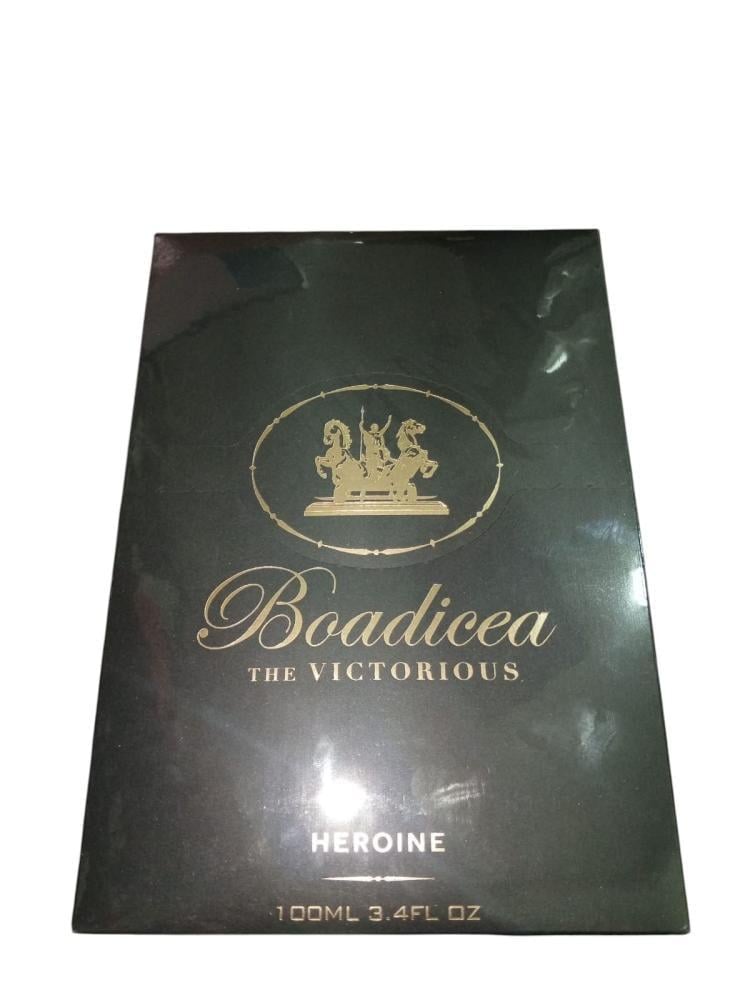 Boadicea
THE VICTORIOUS
HEROINE
100ML 3.4FL OZ